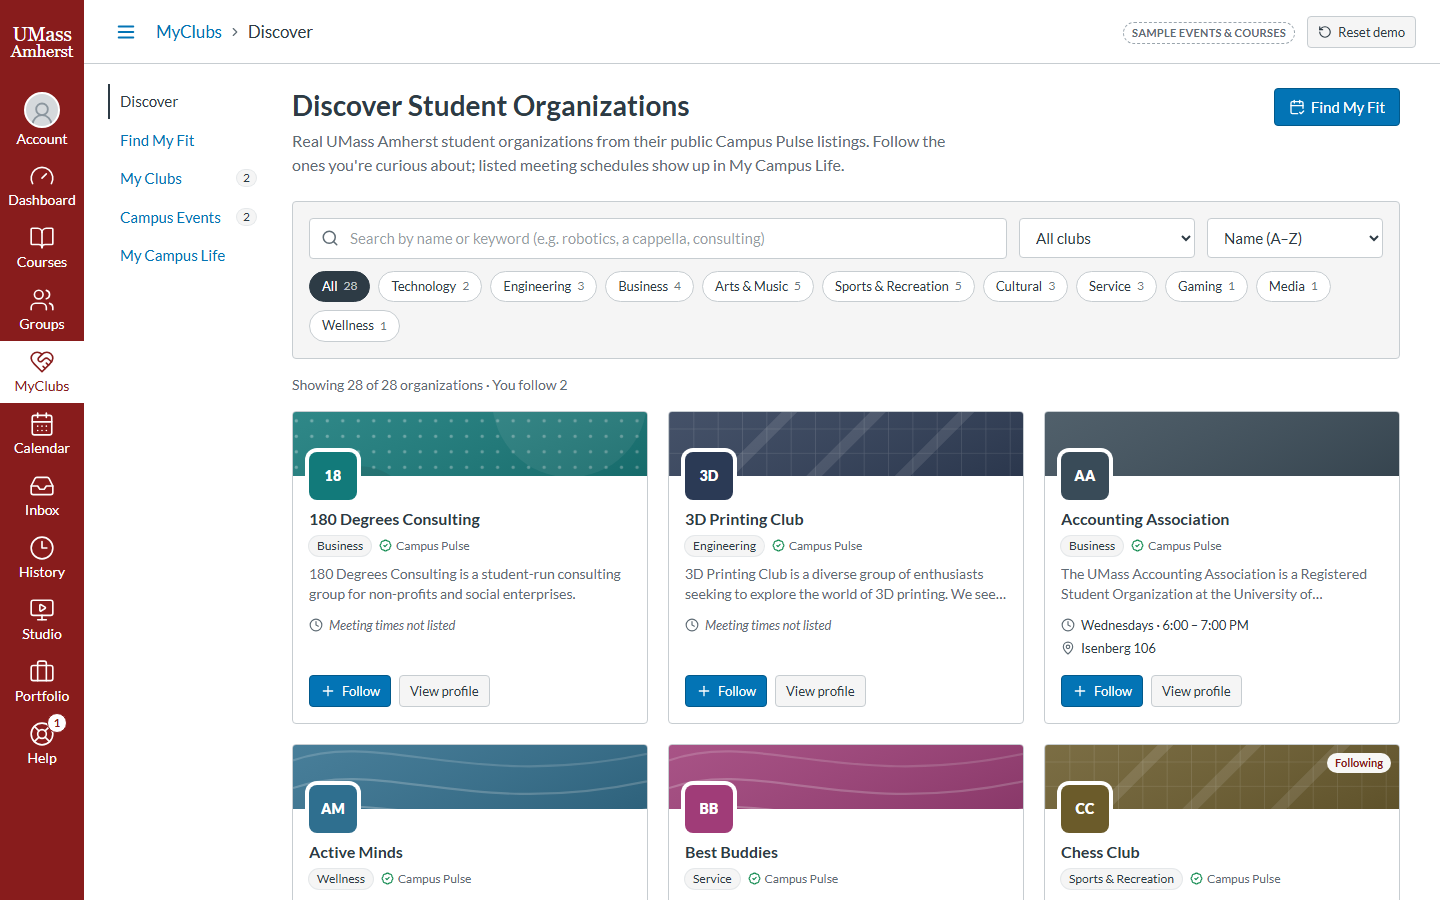 UMass
Amherst
Account
Dashboard
Courses
Groups
MyClubs
Calendar
Inbox
History
Studio
Portfolio
1
Help
MyClubs > Discover
SAMPLE EVENTS & COURSES
Reset demo
Discover
Find My Fit
My Clubs 2
Campus Events 2
My Campus Life
Discover Student Organizations
Find My Fit
Real UMass Amherst student organizations from their public Campus Pulse listings. Follow the
ones you're curious about; listed meeting schedules show up in My Campus Life.
Search by name or keyword (e.g. robotics, a cappella, consulting)
All clubs
Name (A–Z)
All 28
Technology 2
Engineering 3
Business 4
Arts & Music 5
Sports & Recreation 5
Cultural 3
Service 3
Gaming 1
Media 1
Wellness 1
Showing 28 of 28 organizations · You follow 2
18
180 Degrees Consulting
Business Campus Pulse
180 Degrees Consulting is a student-run consulting
group for non-profits and social enterprises.
Meeting times not listed
+ Follow
View profile
3D
3D Printing Club
Engineering Campus Pulse
3D Printing Club is a diverse group of enthusiasts
seeking to explore the world of 3D printing. We see...
Meeting times not listed
+ Follow
View profile
AA
Accounting Association
Business Campus Pulse
The UMass Accounting Association is a Registered
Student Organization at the University of...
Wednesdays · 6:00 – 7:00 PM
Isenberg 106
+ Follow
View profile
AM
Active Minds
Wellness Campus Pulse
BB
Best Buddies
Service Campus Pulse
Following
CC
Chess Club
Sports & Recreation Campus Pulse